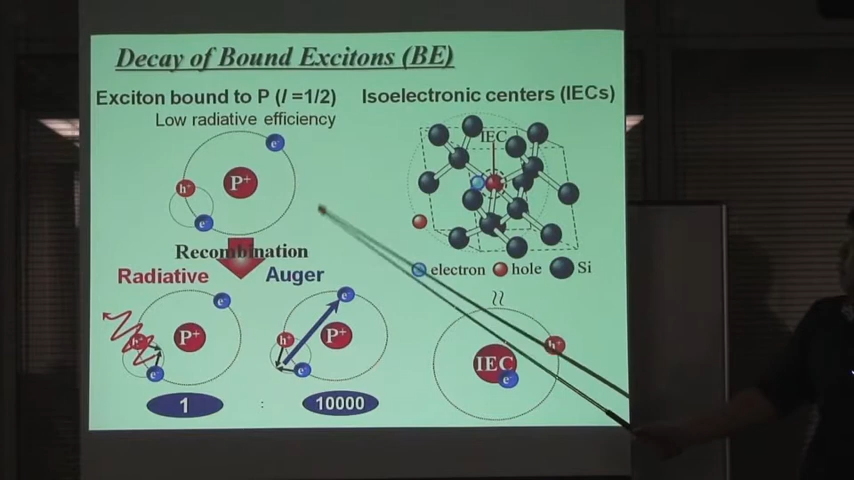 Decay of Bound Excitons (BE)
Exciton bound to P (I =1/2)
Low radiative efficiency
e-
P+
h+
e-
Recombination
Radiative
Auger
e-
P+
h+
e-
1
:
e-
P+
h+
e-
10000
Isoelectronic centers (IECs)
IEC
electron
hole
Si
≈
h+
IEC
e-